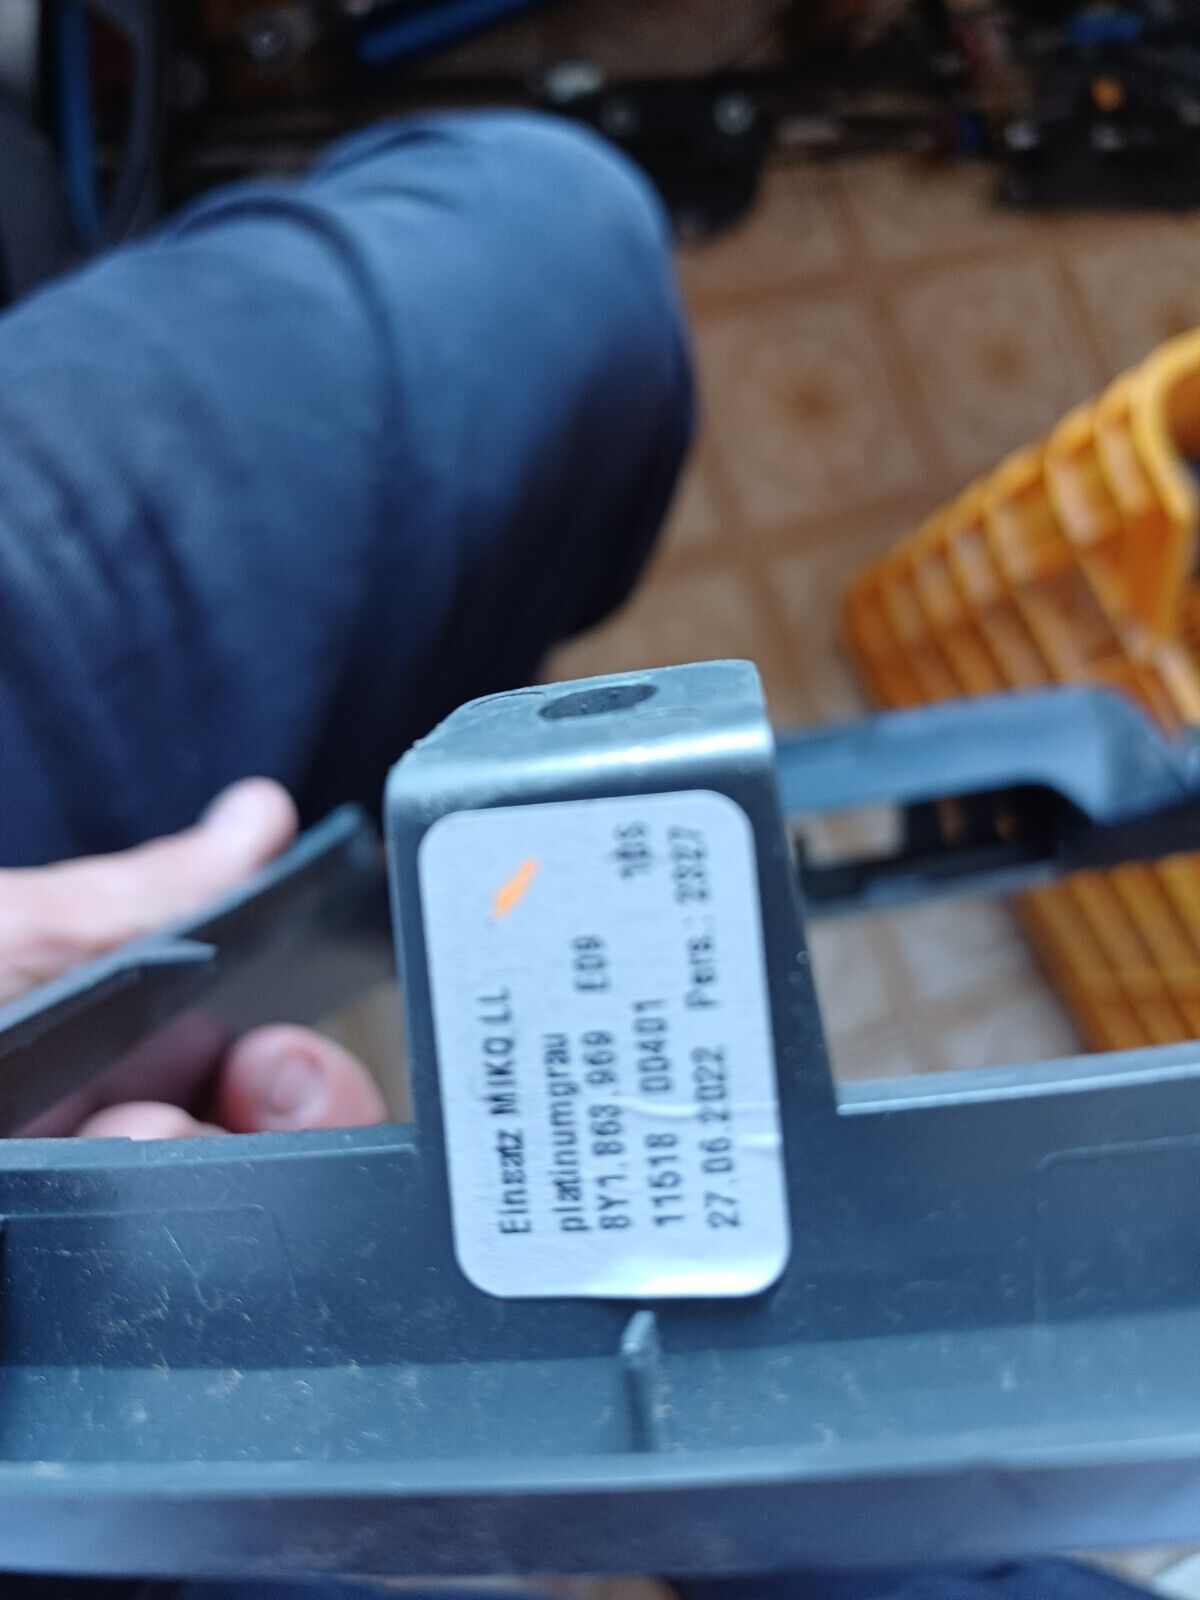 Einsatz MIKO LL
platinumgrau
8Y1.863.969 ED9
11518 00401
27.06.2022 Pers.: 2327